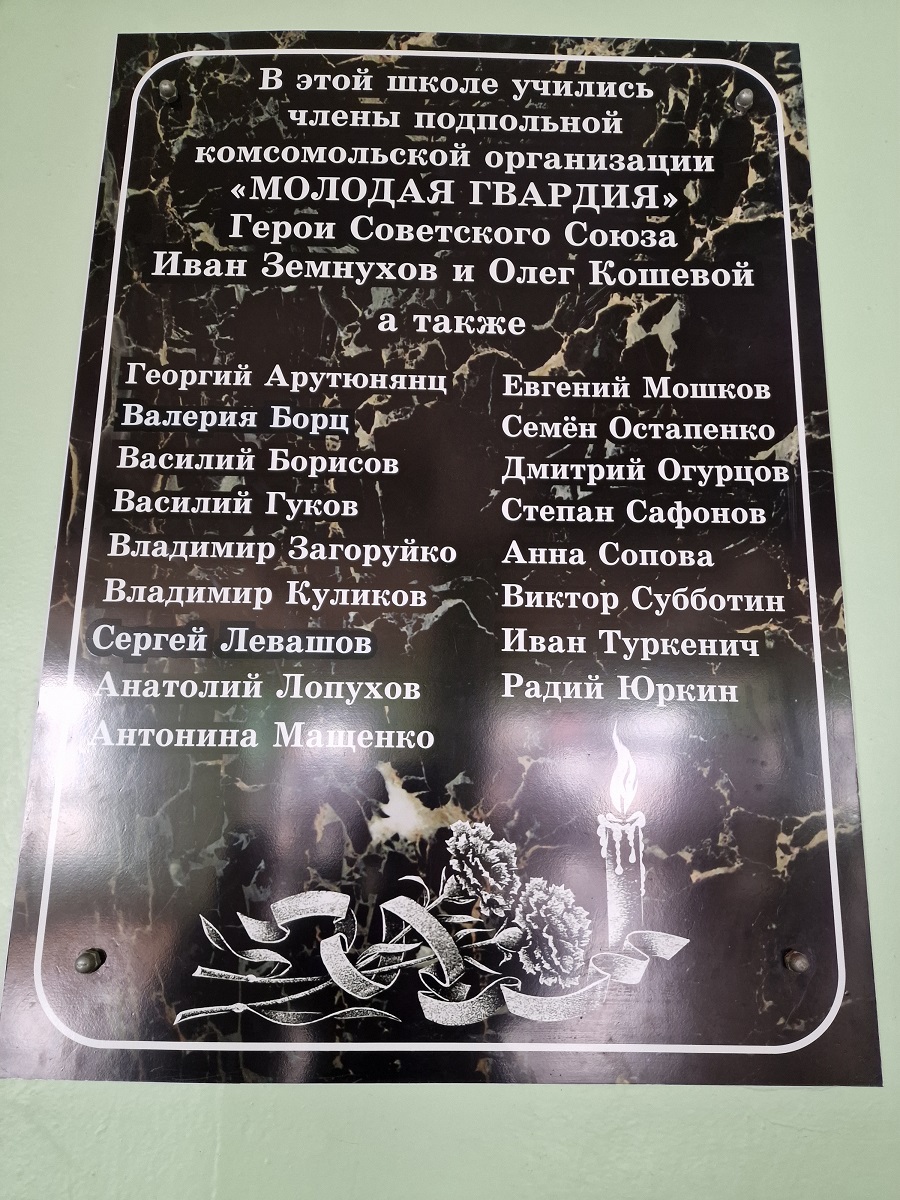 В этой школе учились
члены подпольной
комсомольской организации
«МОЛОДАЯ ГВАРДИЯ»
Герои Советского Союза
Иван Земнухов и Олег Кошевой
а также
Георгий Арутюнянц
Валерия Борц
Василий Борисов
Василий Гуков
Владимир Загоруйко
Владимир Куликов
Сергей Левашов
Анатолий Лопухов
Антонина Мащенко
Евгений Мошков
Семён Остапенко
Дмитрий Огурцов
Степан Сафонов
Анна Сопова
Виктор Субботин
Иван Туркенич
Радий Юркин